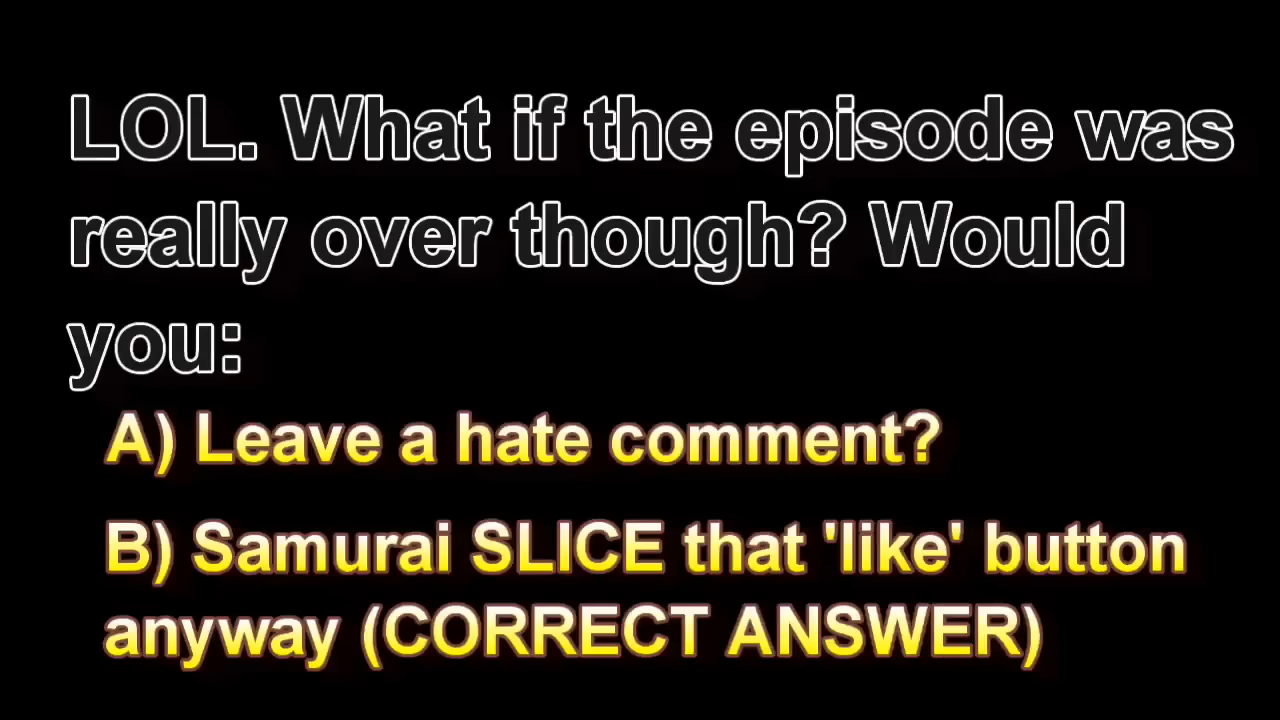 LOL. What if the episode was
really over though? Would
you:
A) Leave a hate comment?
B) Samurai SLICE that 'like' button
anyway (CORRECT ANSWER)